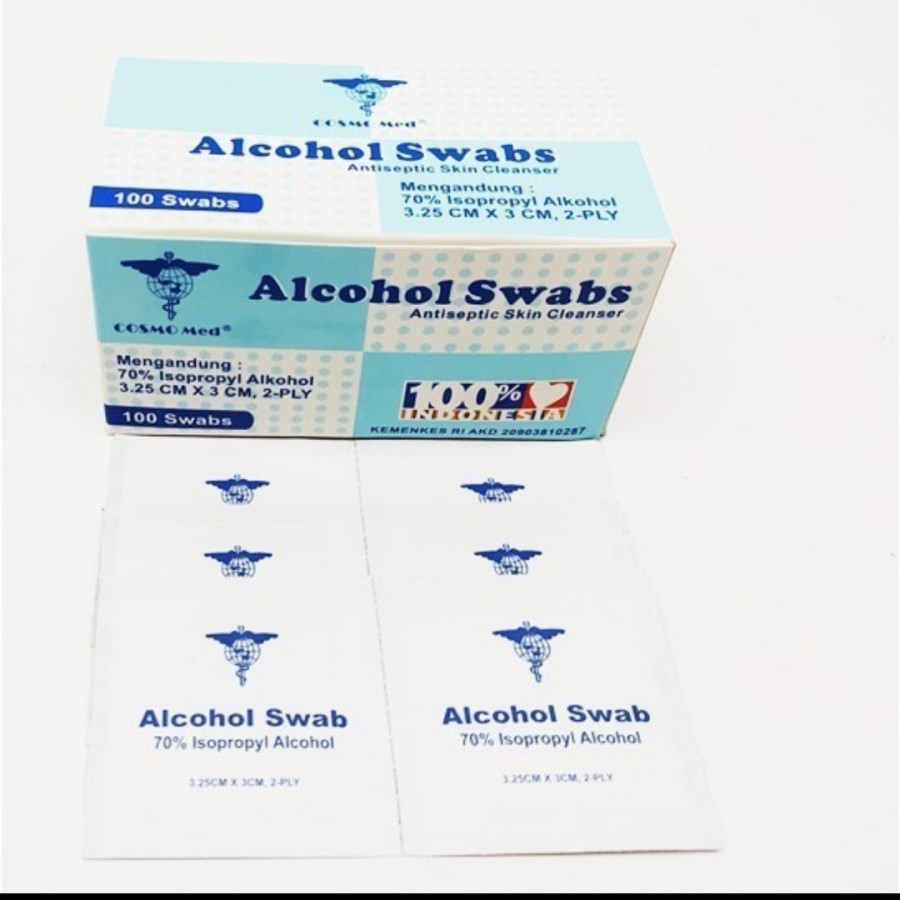 COSMO Med®
Alcohol Swabs
Antiseptic Skin Cleanser
100 Swabs
Mengandung :
70% Isopropyl Alkohol
3.25 CM X 3 CM, 2-PLY
COSMO Med®
Alcohol Swabs
Antiseptic Skin Cleanser
Mengandung :
70% Isopropyl Alkohol
3.25 CM X 3 CM, 2-PLY
100 Swabs
100%
INDONESIA
KEMENKES RI AKD 20903810287
Alcohol Swab
70% Isopropyl Alcohol
3.25CM X 3CM, 2-PLY
Alcohol Swab
70% Isopropyl Alcohol
3.25CM X 3CM, 2-PLY